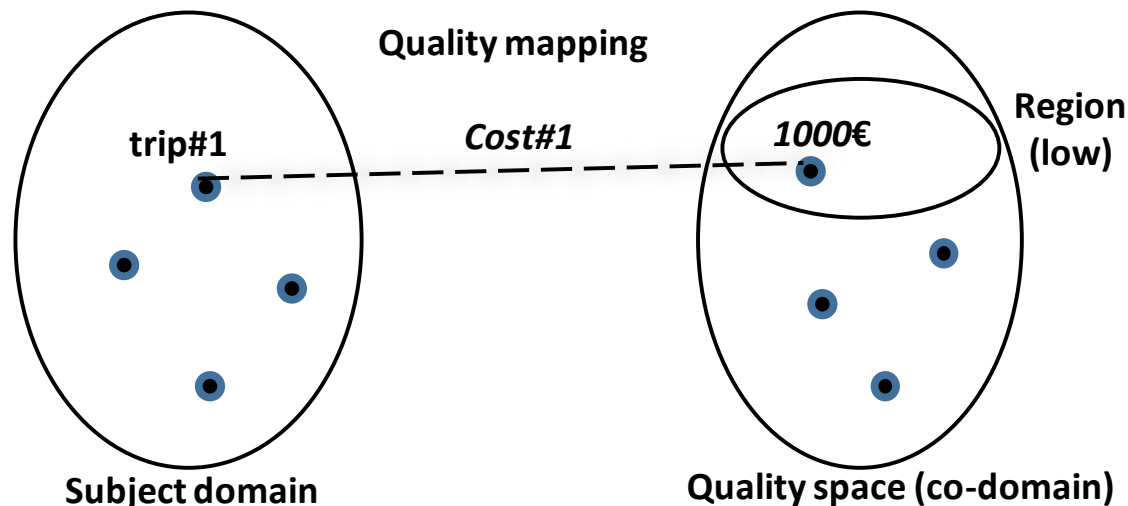 Quality mapping
trip#1
Cost#1
1000€
Region
(low)
Subject domain
Quality space (co-domain)